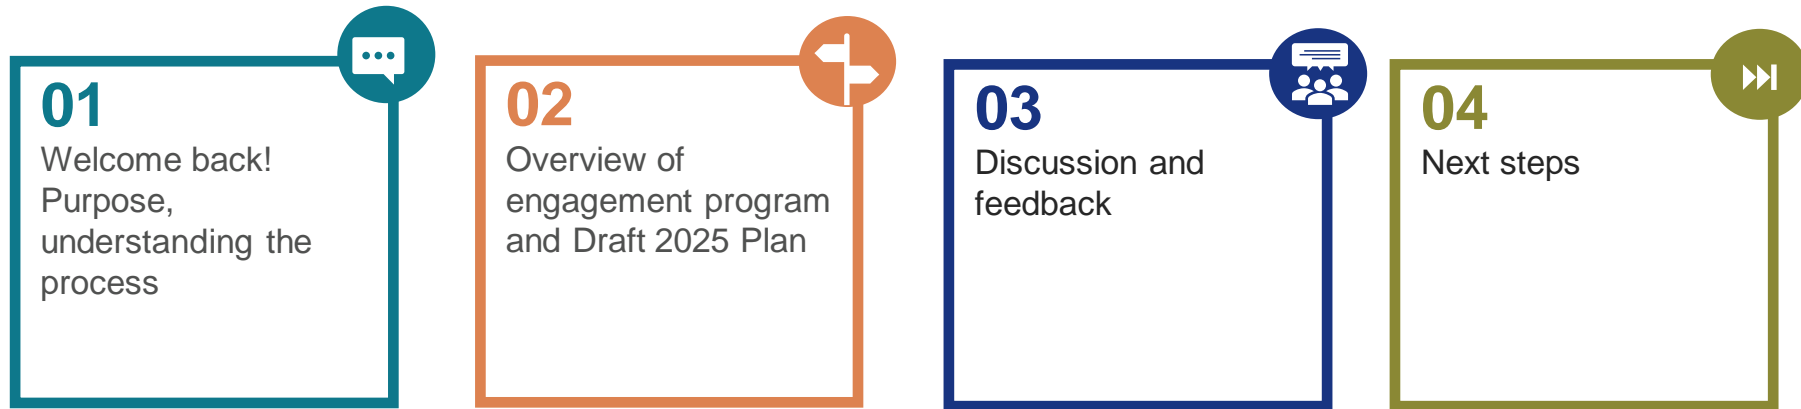 01
Welcome back!
Purpose,
understanding the
process
02
Overview of
engagement program
and Draft 2025 Plan
03
Discussion and
feedback
04
Next steps